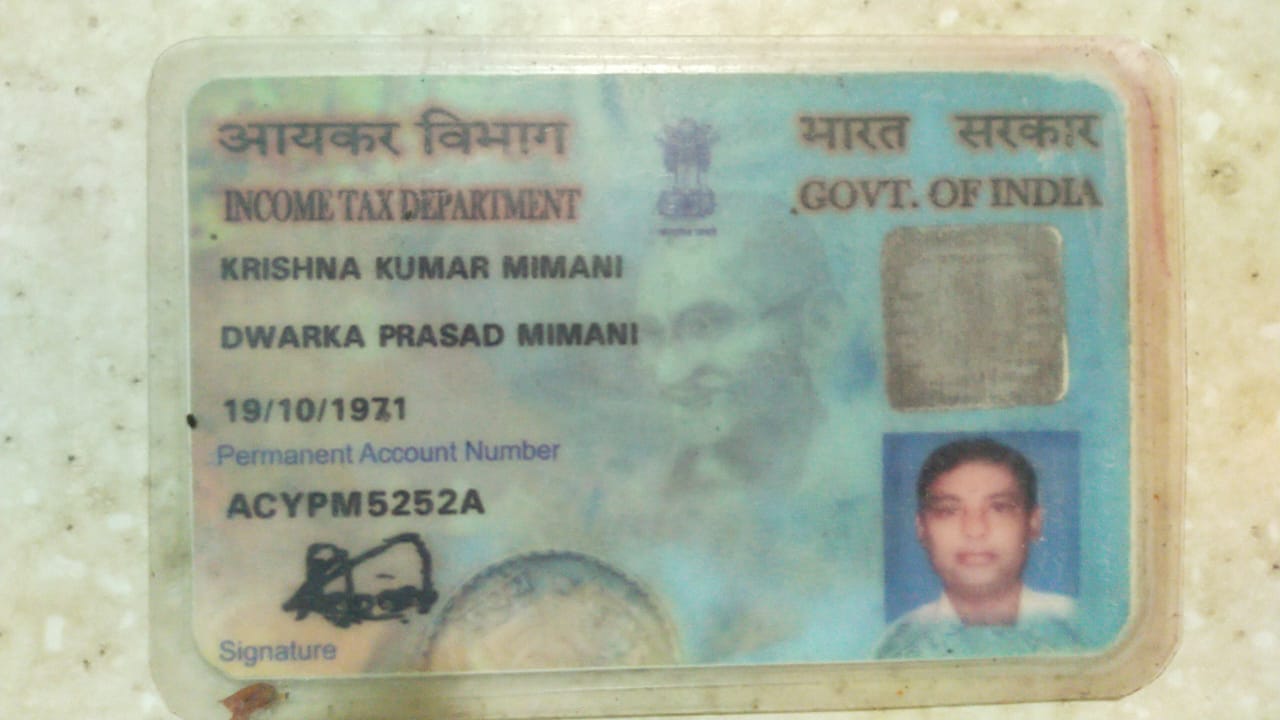 आयकर विभाग
भारत सरकार
INCOME TAX DEPARTMENT
GOVT. OF INDIA
KRISHNA KUMAR MIMANI
DWARKA PRASAD MIMANI
19/10/1971
Permanent Account Number
ACYPM5252A
Signature